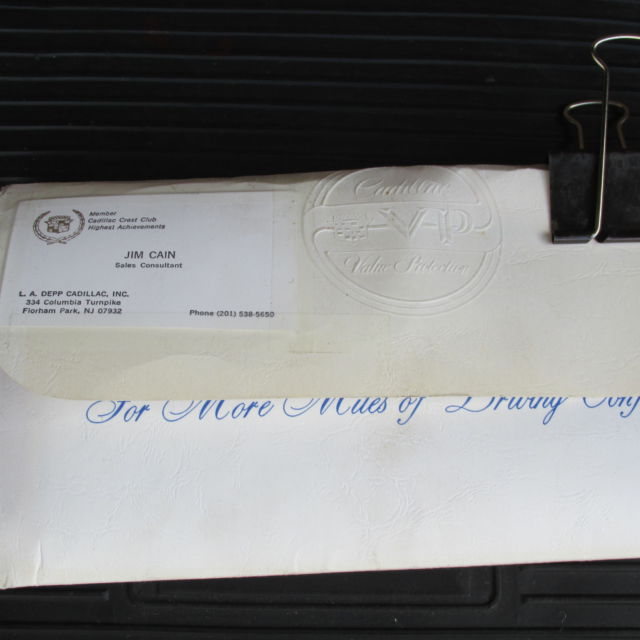 Member
Cadillac Crest Club
Highest Achievements
JIM CAIN
Sales Consultant
L. A. DEPP CADILLAC, INC.
334 Columbia Turnpike
Florham Park, NJ 07932
Phone (201) 538-5650
Cadillac
VAP
Value Protection
For More Miles of Driving